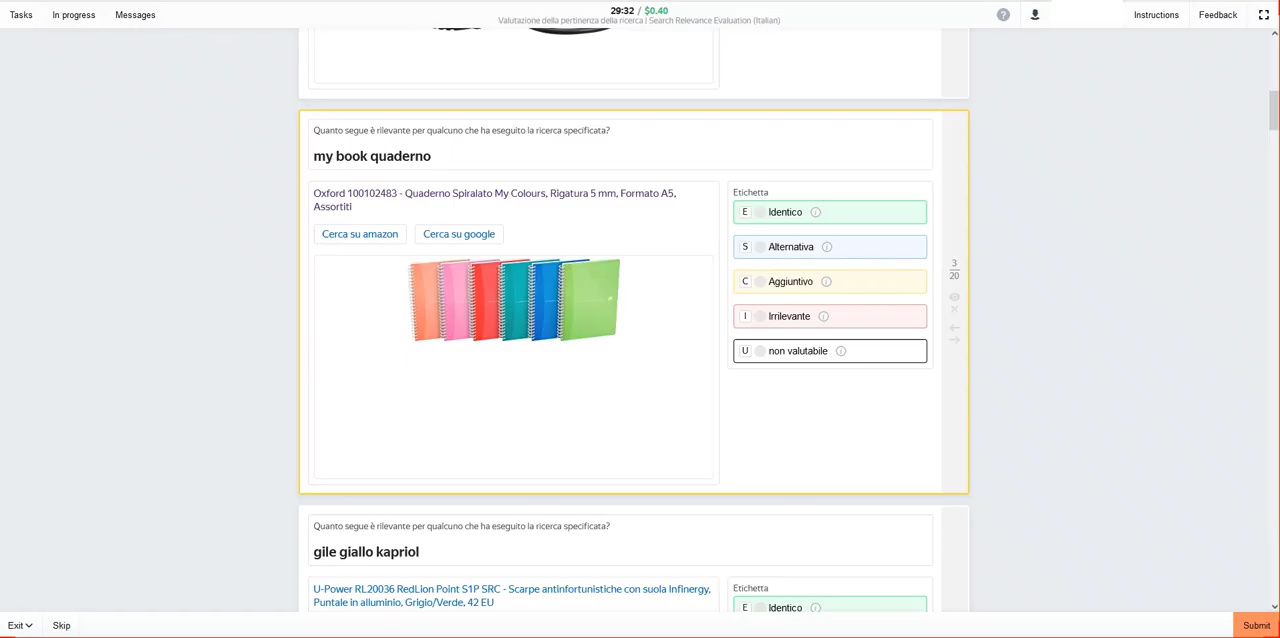 Tasks In progress Messages
29:32 / $0.40
Valutazione della pertinenza della ricerca | Search Relevance Evaluation (Italian)
? Instructions Feedback
Quanto segue è rilevante per qualcuno che ha eseguito la ricerca specificata?
my book quaderno
Oxford 100102483 - Quaderno Spiralato My Colours, Rigatura 5 mm, Formato A5,
Assortiti
Cerca su amazon Cerca su google
Etichetta
E Identico
S Alternativa
C Aggiuntivo
I Irrilevante
U non valutabile
3
20
Quanto segue è rilevante per qualcuno che ha eseguito la ricerca specificata?
gile giallo kapriol
U-Power RL20036 RedLion Point S1P SRC - Scarpe antinfortunistiche con suola Infinergy,
Puntale in alluminio, Grigio/Verde, 42 EU
Etichetta
E Identico
Exit Skip Submit